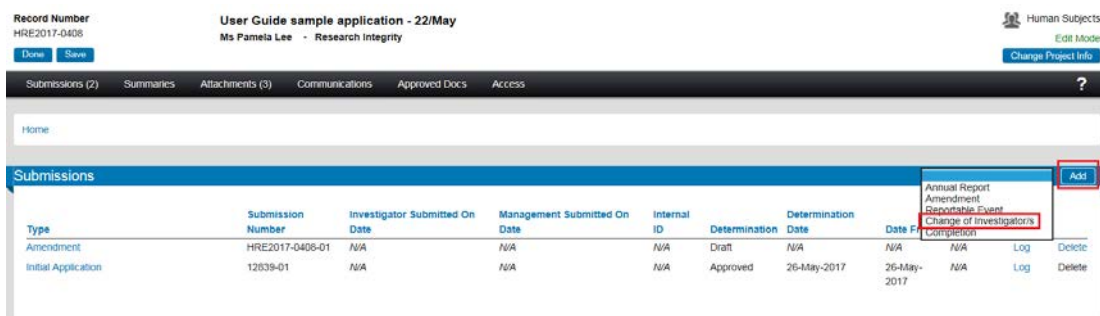 Record Number
HRE2017-0408
Done Save
User Guide sample application - 22/May
Ms Pamela Lee - Research Integrity
Human Subjects
Edit Mode
Change Project Info
Submissions (2) Summaries Attachments (3) Communications Approved Docs Access ?
Home
Submissions
Add
Annual Report
Amendment
Reportable Event
Change of Investigator/s
Completion
Type Submission Number Investigator Submitted On Date Management Submitted On Date Internal ID Determination Determination Date Date
Amendment HRE2017-0408-01 N/A N/A N/A Draft N/A N/A N/A Log Delete
Initial Application 12839-01 N/A N/A N/A Approved 26-May-2017 26-May-2017 N/A Log Delete